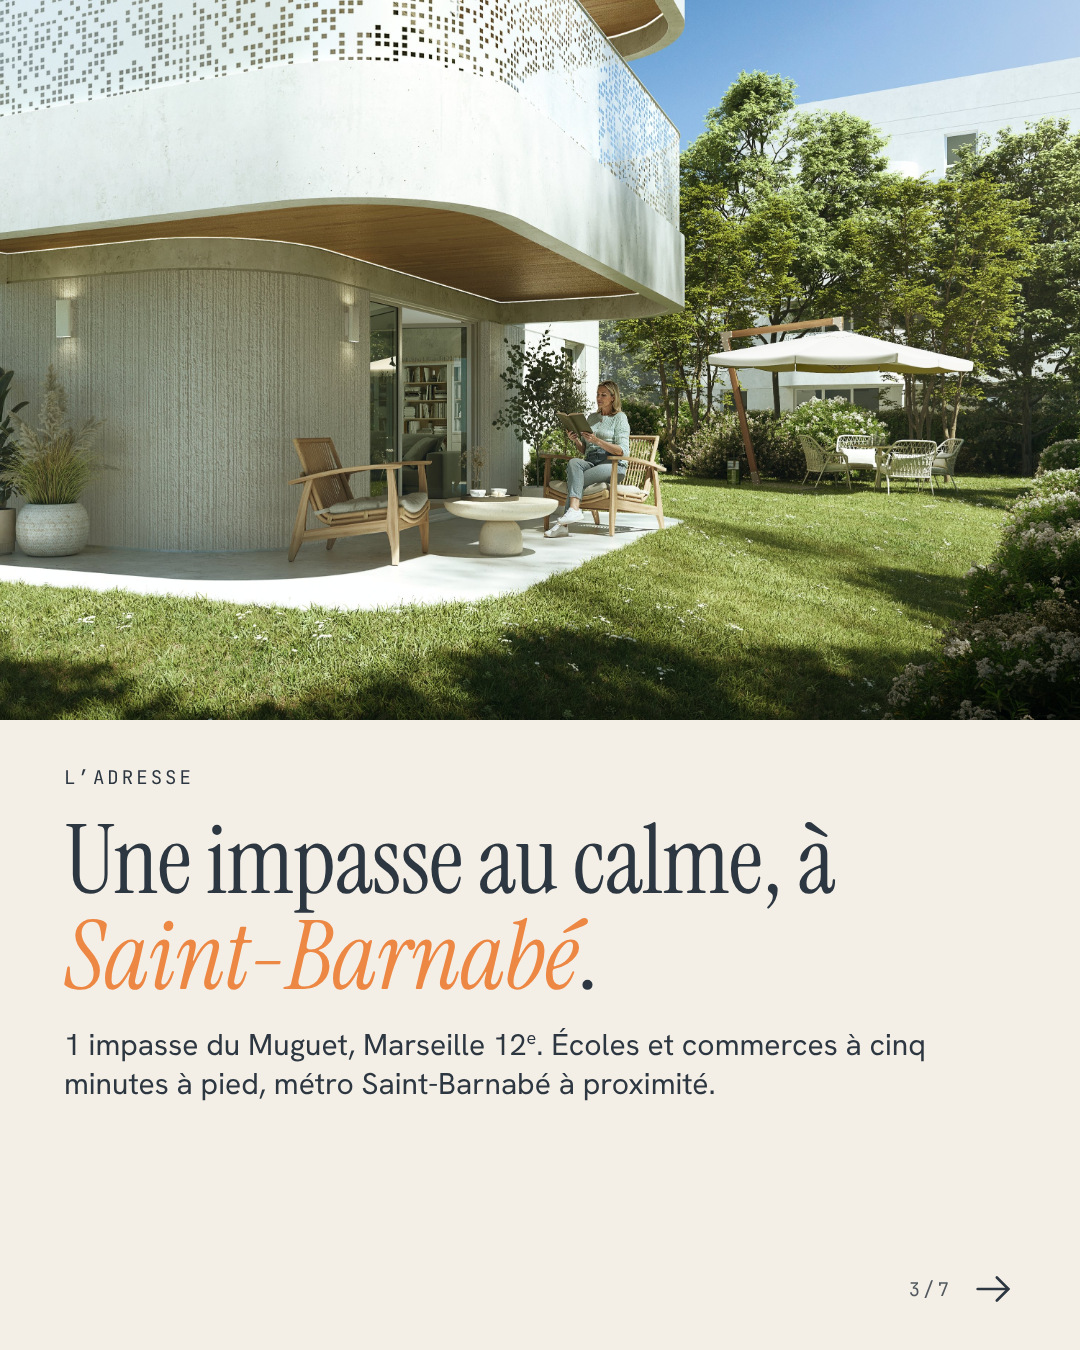 L’ADRESSE
Une impasse au calme, à
Saint-Barnabé.
1 impasse du Muguet, Marseille 12ᵉ. Écoles et commerces à cinq
minutes à pied, métro Saint-Barnabé à proximité.
3/7